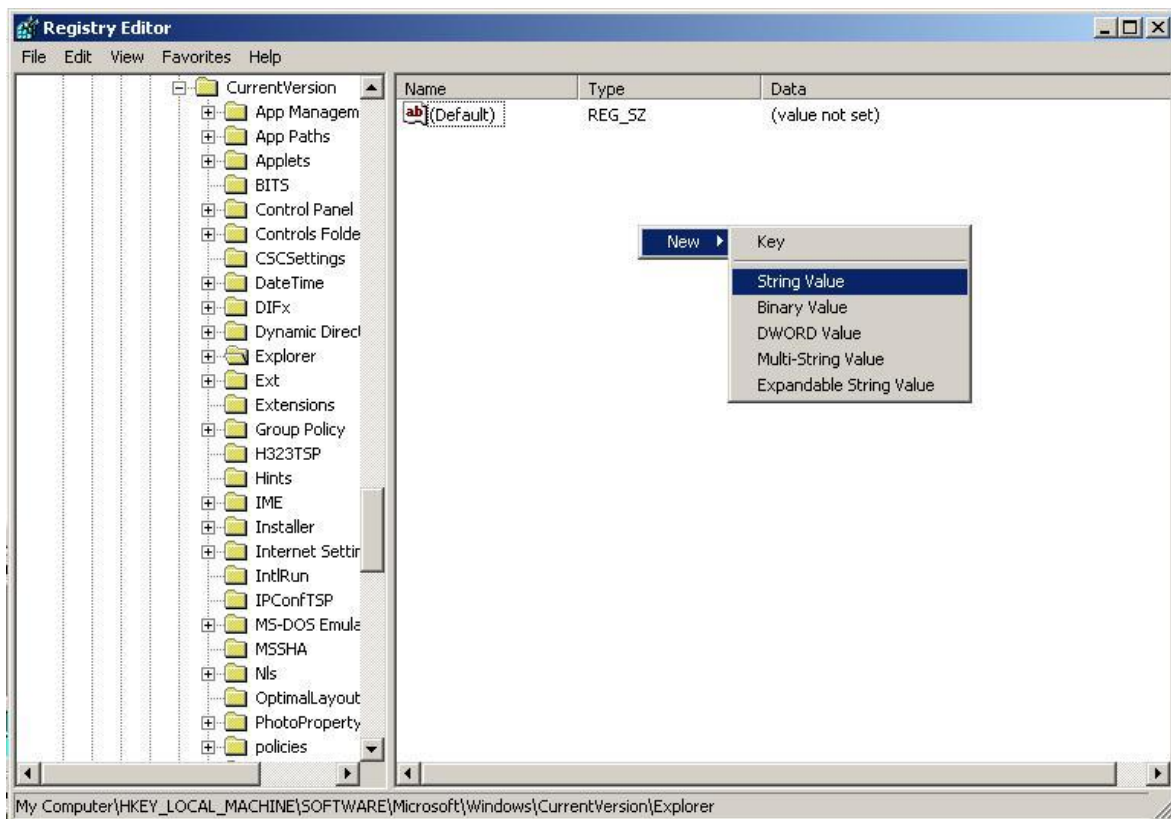 Registry Editor
File Edit View Favorites Help
CurrentVersion
App Managem
App Paths
Applets
BITS
Control Panel
Controls Folde
CSCSettings
DateTime
DIFx
Dynamic Direct
Explorer
Ext
Extensions
Group Policy
H323TSP
Hints
IME
Installer
Internet Settin
IntlRun
IPConfTSP
MS-DOS Emula
MSSHA
Nls
OptimalLayout
PhotoProperty
policies
Name Type Data
ab (Default) REG_SZ (value not set)
New Key
String Value
Binary Value
DWORD Value
Multi-String Value
Expandable String Value
My Computer\HKEY_LOCAL_MACHINE\SOFTWARE\Microsoft\Windows\CurrentVersion\Explorer